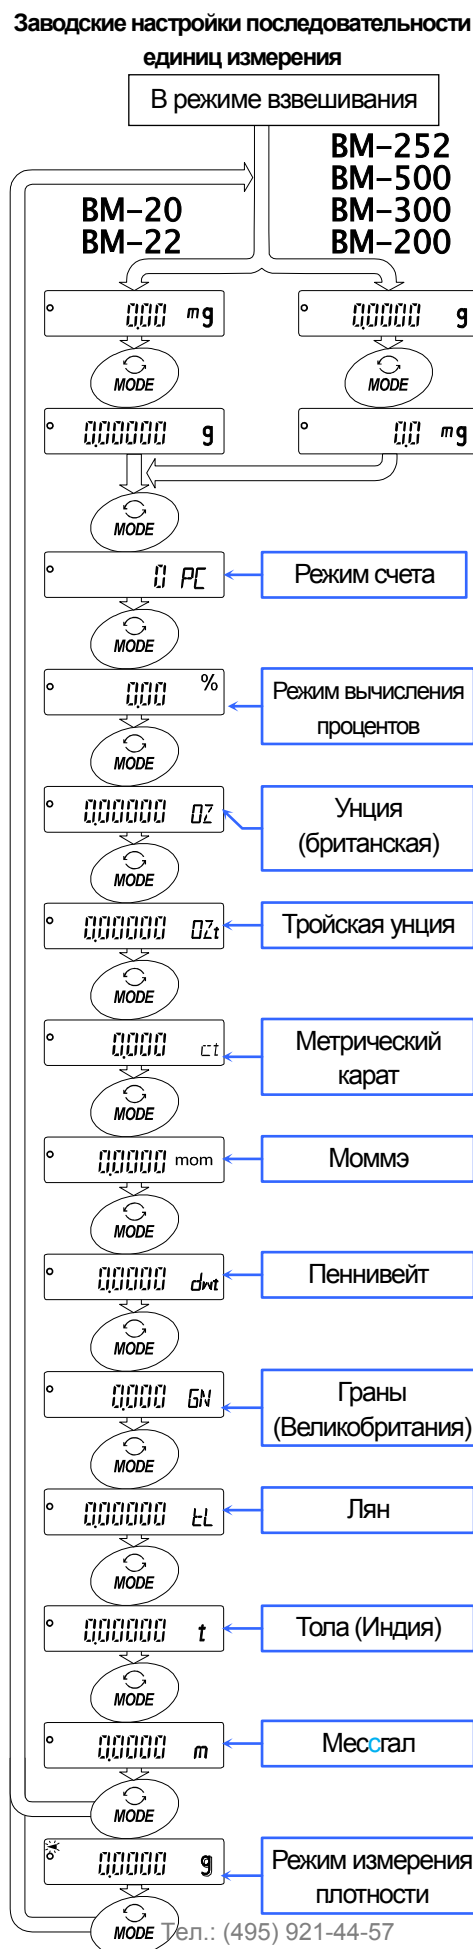 Заводские настройки последовательности
единиц измерения
В режиме взвешивания
BM-252
BM-500
BM-300
BM-200
BM-20
BM-22
0.00 mg
0.0000 g
MODE
MODE
0.00000 g
0.0 mg
MODE
0 PC
Режим счета
MODE
0.00 %
Режим вычисления
процентов
MODE
0.00000 OZ
Унция
(британская)
MODE
0.00000 OZt
Тройская унция
MODE
0.000 ct
Метрический
карат
MODE
0.0000 mom
Моммэ
MODE
0.0000 dwt
Пеннивейт
MODE
0.000 GN
Граны
(Великобритания)
MODE
0.00000 tL
Лян
MODE
0.00000 t
Тола (Индия)
MODE
0.0000 m
Мессгал
MODE
0.0000 g
Режим измерения
плотности
MODE
Тел.: (495) 921-44-57